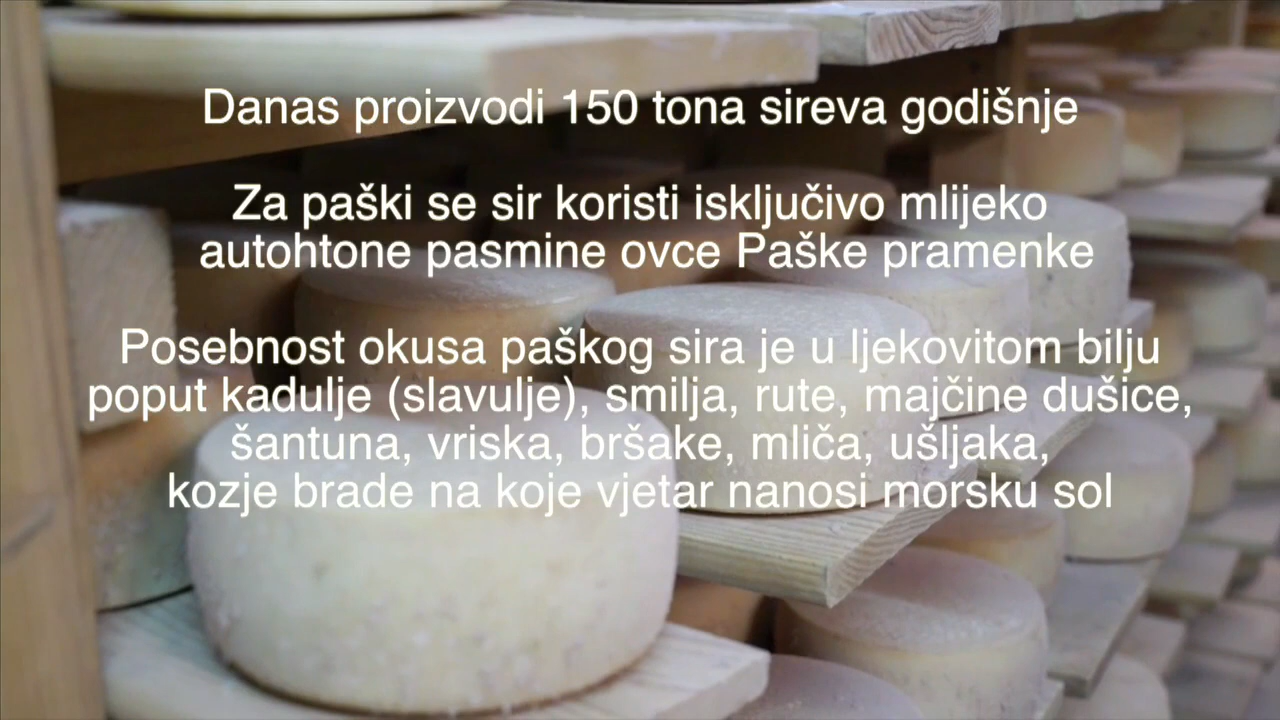 Danas proizvodi 150 tona sireva godišnje
Za paški se sir koristi isključivo mlijeko
autohtone pasmine ovce Paške pramenke
Posebnost okusa paškog sira je u ljekovitom bilju
poput kadulje (slavulje), smilja, rute, majčine dušice,
šantuna, vriska, bršake, mliča, ušljaka,
kozje brade na koje vjetar nanosi morsku sol